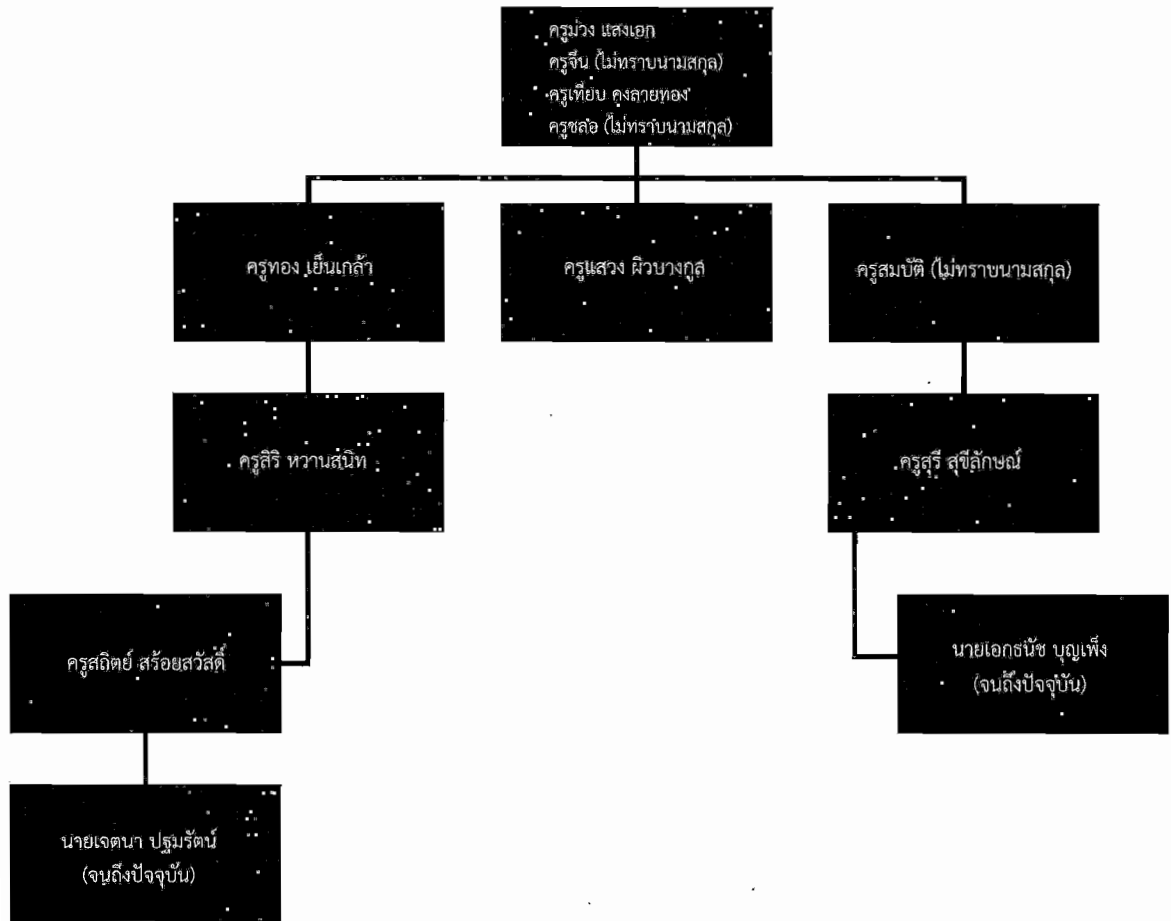 ครูม่วง แสงเอก
ครูจีน (ไม่ทราบนามสกุล)
ครูเทียบ คงลายทอง
ครูชลอ (ไม่ทราบนามสกุล)
ครูทอง เย็นเกล้า
ครูแสวง ผิวบางกูล
ครูสมบัติ (ไม่ทราบนามสกุล)
ครูสิริ หวานสนิท
ครูสุรี สุขีลักษณ์
ครูสถิตย์ สร้อยสวัสดิ์
นายเอกธนัช บุญเพ็ง
(จนถึงปัจจุบัน)
นายเจตนา ปฐมรัตน์
(จนถึงปัจจุบัน)